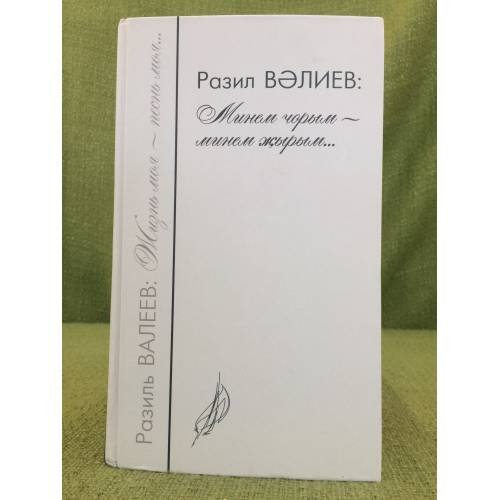 Разил ВӘЛИЕВ:
Минем чорым ~
минем җырым...
Разиль ВАЛЕЕВ: Жизнь моя ~ песнь моя...